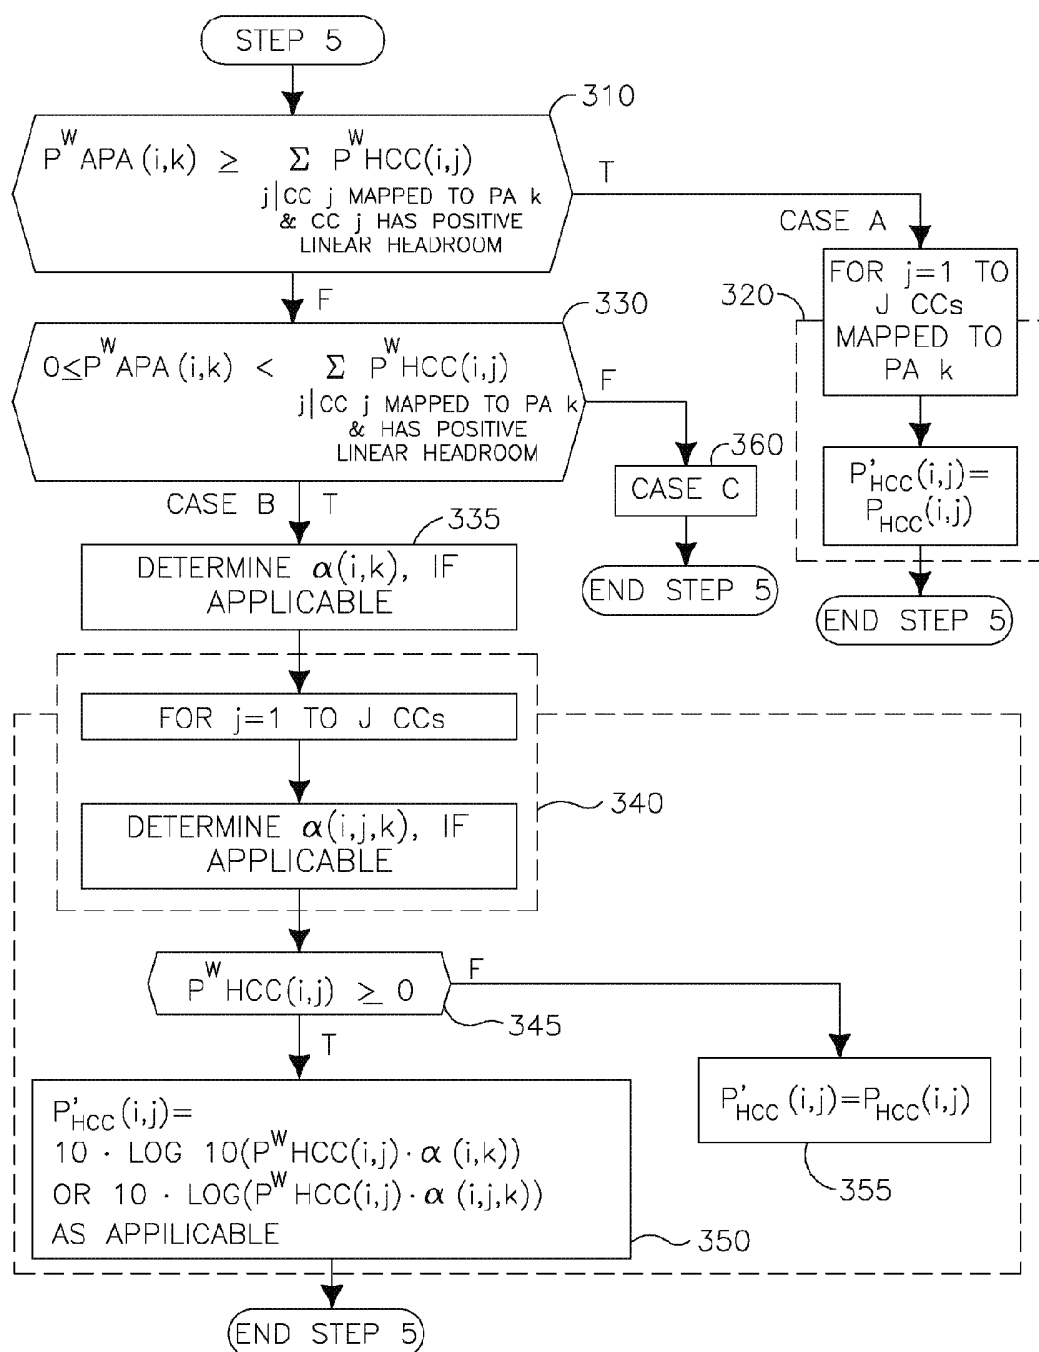 STEP 5
310
P^W APA(i,k) ≥ Σ P^W HCC(i,j)
j|CC j MAPPED TO PA k
& CC j HAS POSITIVE
LINEAR HEADROOM
T
CASE A
F
330
0≤P^W APA(i,k) < Σ P^W HCC(i,j)
j|CC j MAPPED TO PA k
& HAS POSITIVE
LINEAR HEADROOM
F
320
FOR j=1 TO
J CCs
MAPPED TO
PA k
P'HCC(i,j)=
PHCC(i,j)
END STEP 5
360
CASE C
END STEP 5
CASE B
T
335
DETERMINE α(i,k), IF
APPLICABLE
FOR j=1 TO J CCs
340
DETERMINE α(i,j,k), IF
APPLICABLE
P^W HCC(i,j) ≥ 0
F
345
T
P'HCC(i,j)=PHCC(i,j)
355
P'HCC(i,j)=
10 · LOG 10(P^W HCC(i,j)· α (i,k))
OR 10 · LOG(P^W HCC(i,j)· α (i,j,k))
AS APPILICABLE
350
END STEP 5